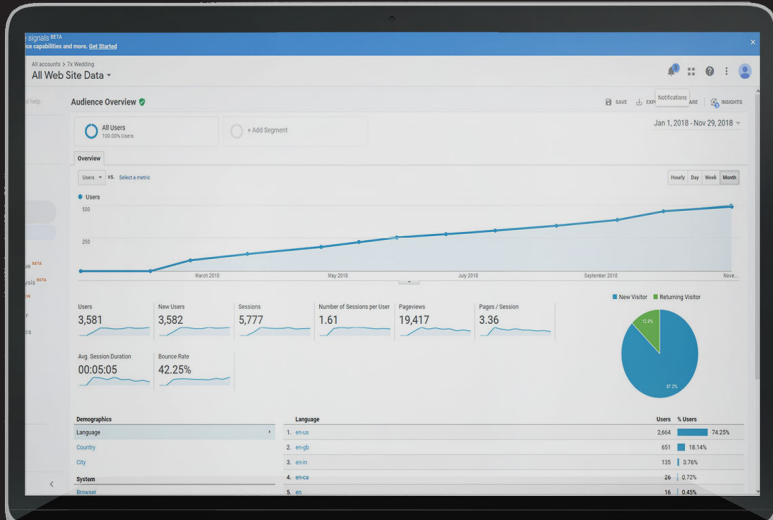 signals BETA
ice capabilities and more. Get Started
All accounts > 7x Wedding
All Web Site Data
Audience Overview
SAVE
EXP
Notifications
ARE
INSIGHTS
All Users
100.00% Users
+ Add Segment
Jan 1, 2018 - Nov 29, 2018
Overview
Users VS. Select a metric
Hourly Day Week Month
Users
500
250
March 2018 May 2018 July 2018 September 2018 Nove...
New Visitor Returning Visitor
Users New Users Sessions Number of Sessions per User Pageviews Pages / Session
3,581 3,582 5,777 1.61 19,417 3.36
Avg. Session Duration Bounce Rate
00:05:05 42.25%
87.2%
Demographics Language Users % Users
Language 1. en-us 2,664 74.25%
Country 2. en-gb 651 18.14%
City 3. en-in 135 3.76%
System 4. en-ca 26 0.72%
Browser 5. en 16 0.45%